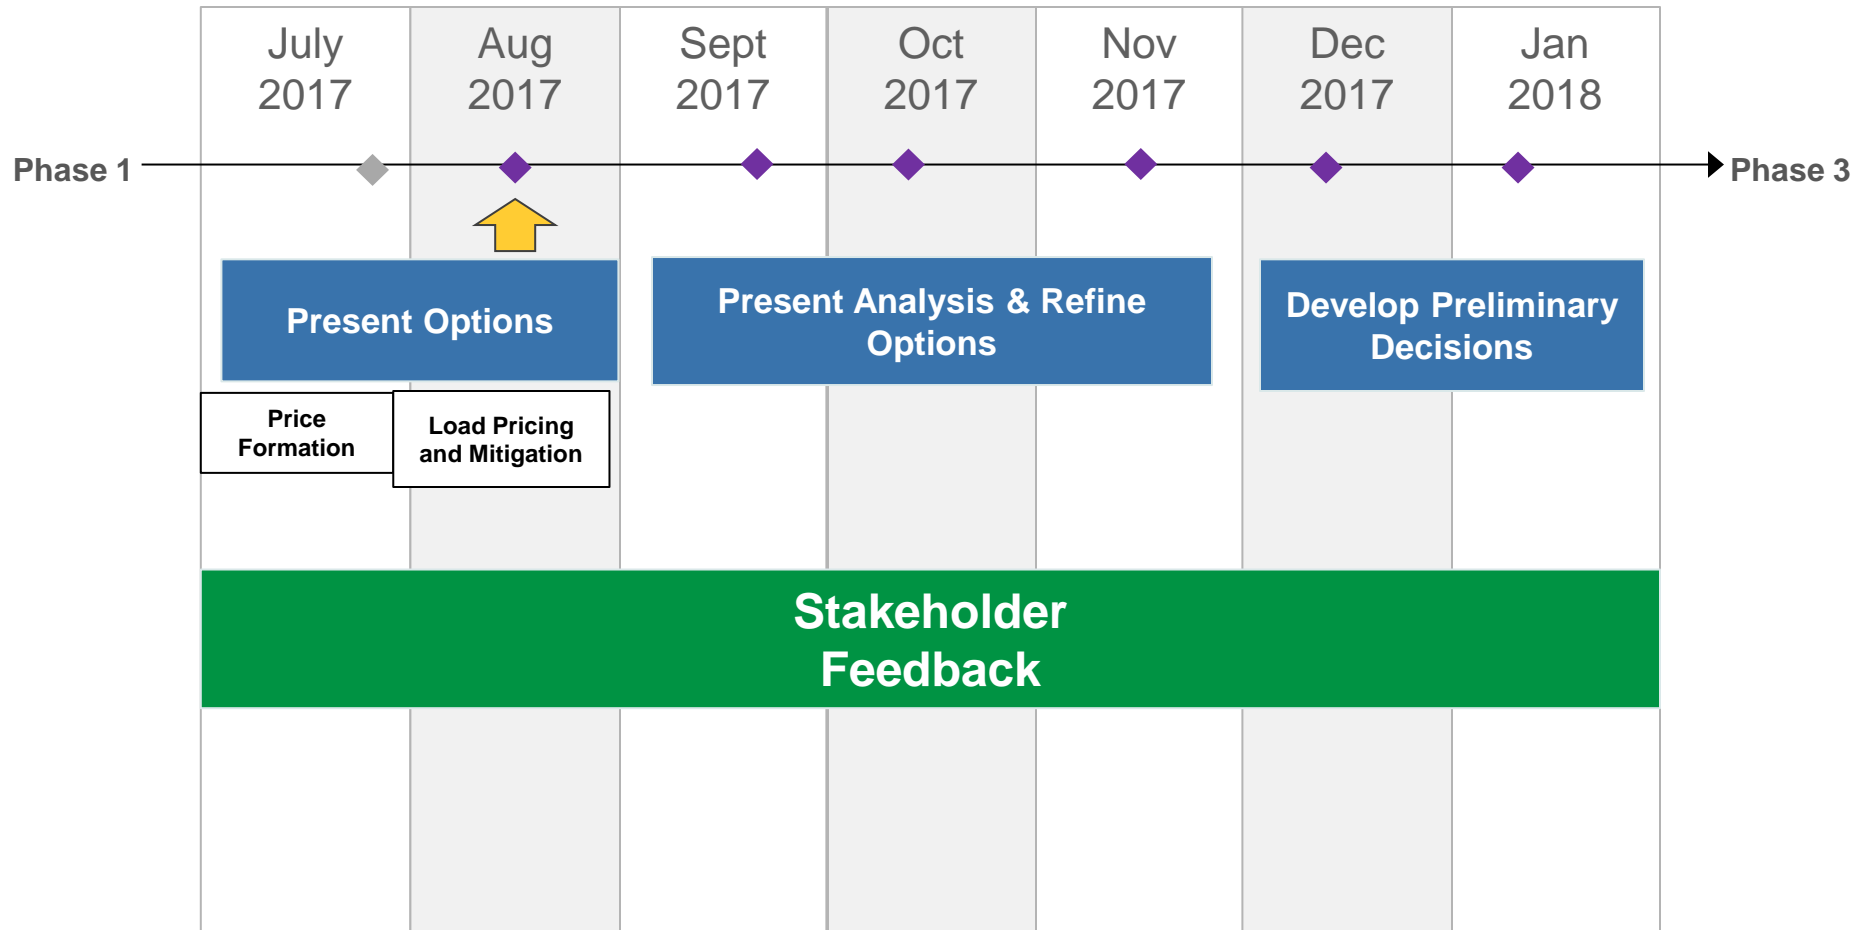 July
2017
Aug
2017
Sept
2017
Oct
2017
Nov
2017
Dec
2017
Jan
2018
Phase 1
Phase 3
Present Options
Present Analysis & Refine
Options
Develop Preliminary
Decisions
Price
Formation
Load Pricing
and Mitigation
Stakeholder
Feedback